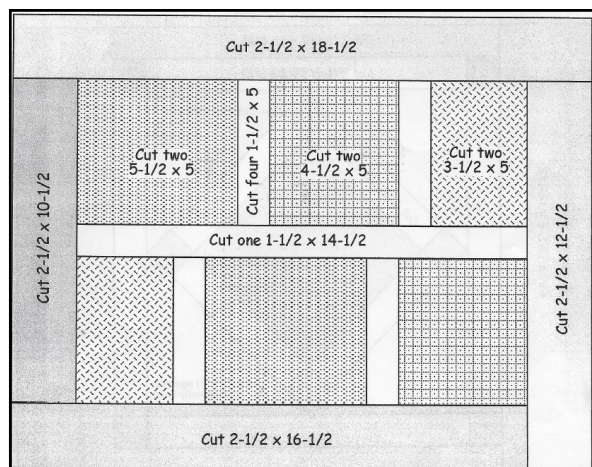 Cut 2-1/2 x 18-1/2
Cut two
5-1/2 x 5
Cut four 1-1/2 x 5
Cut two
4-1/2 x 5
Cut two
3-1/2 x 5
Cut 2-1/2 x 10-1/2
Cut one 1-1/2 x 14-1/2
Cut 2-1/2 x 12-1/2
Cut 2-1/2 x 16-1/2